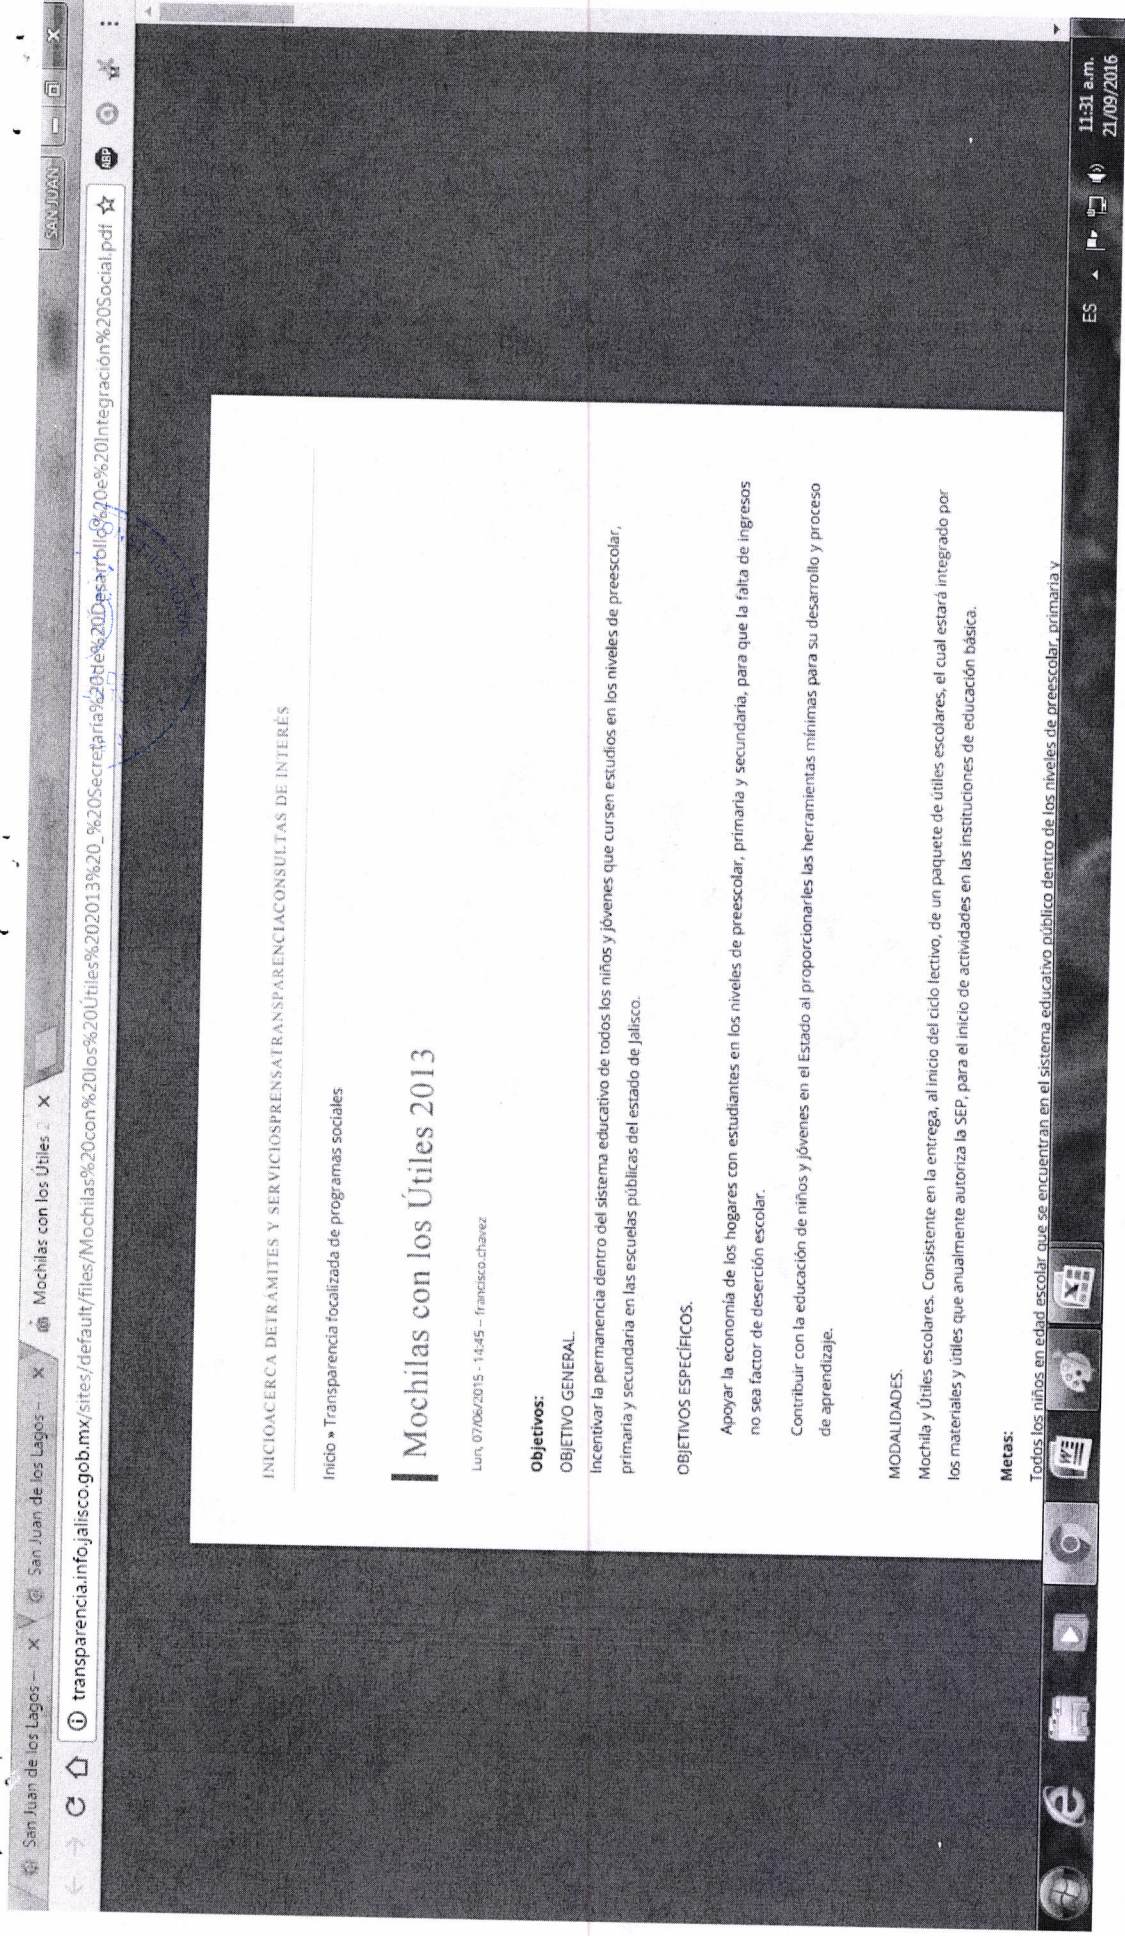 San Juan de los Lagos –
San Juan de los Lagos –
Mochilas con los Útiles 2
SAN JUAN
transparencia.info.jalisco.gob.mx/sites/default/files/Mochilas%20con%20los%20Útiles%202013%20_%20Secretaría%20de%20Desarrollo%20e%20Integración%20Social.pdf
ABP
INICIOACERCA DETRÁMITES Y SERVICIOSPRENSATRANSPARENCIACONSULTAS DE INTERÉS
Inicio » Transparencia focalizada de programas sociales
Mochilas con los Útiles 2013
Lun, 07/06/2015 - 14:45 – francisco.chavez
Objetivos:
OBJETIVO GENERAL.
Incentivar la permanencia dentro del sistema educativo de todos los niños y jóvenes que cursen estudios en los niveles de preescolar,
primaria y secundaria en las escuelas públicas del estado de Jalisco.
OBJETIVOS ESPECÍFICOS.
Apoyar la economía de los hogares con estudiantes en los niveles de preescolar, primaria y secundaria, para que la falta de ingresos
no sea factor de deserción escolar.
Contribuir con la educación de niños y jóvenes en el Estado al proporcionarles las herramientas mínimas para su desarrollo y proceso
de aprendizaje.
MODALIDADES.
Mochila y Útiles escolares. Consistente en la entrega, al inicio del ciclo lectivo, de un paquete de útiles escolares, el cual estará integrado por
los materiales y útiles que anualmente autoriza la SEP, para el inicio de actividades en las instituciones de educación básica.
Metas:
Todos los niños en edad escolar que se encuentran en el sistema educativo público dentro de los niveles de preescolar, primaria y
ES
11:31 a.m.
21/09/2016